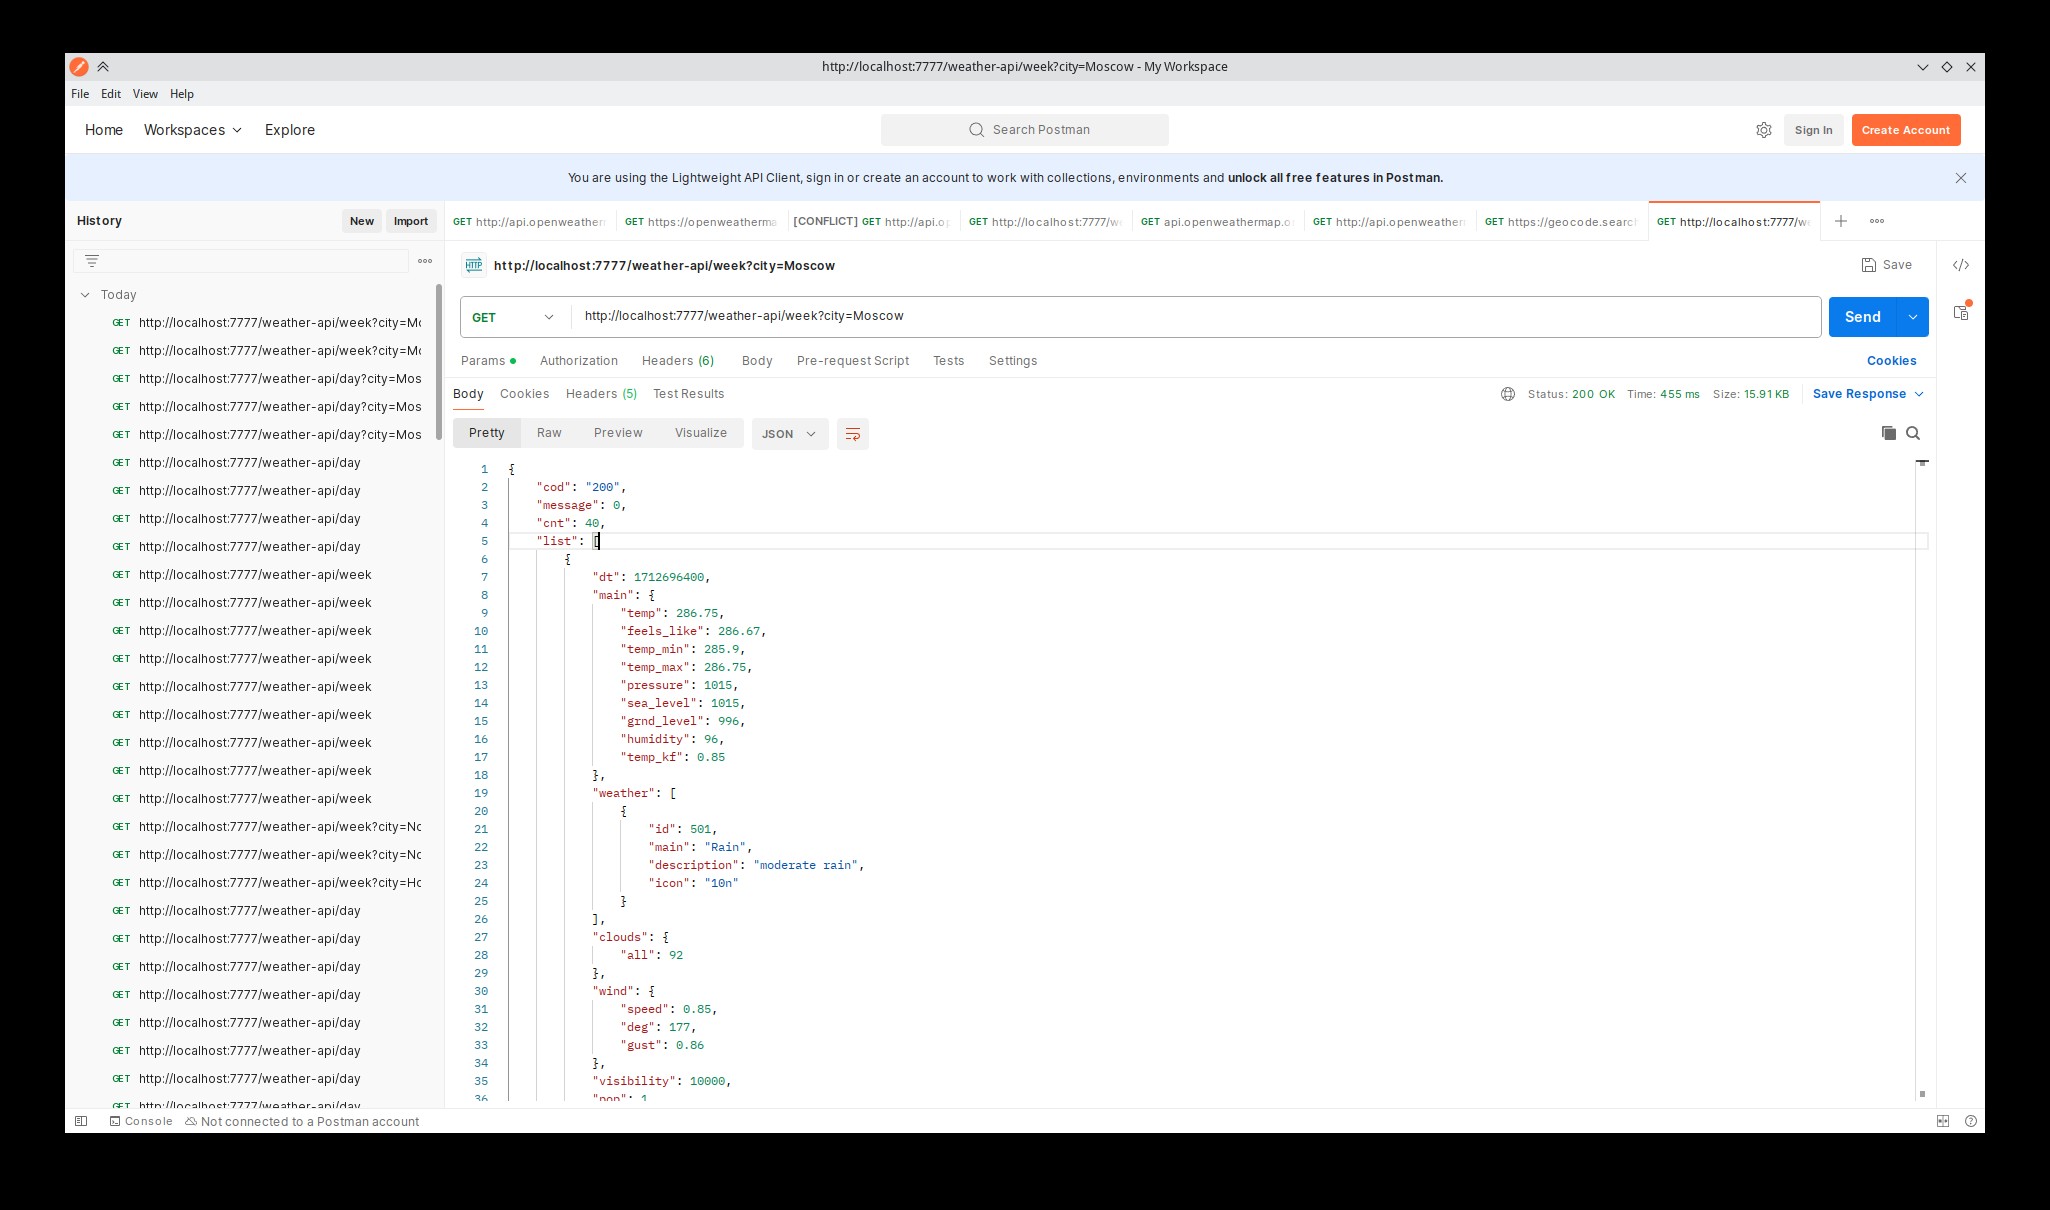 http://localhost:7777/weather-api/week?city=Moscow - My Workspace
File Edit View Help
Home Workspaces Explore
Search Postman
Sign In Create Account
You are using the Lightweight API Client, sign in or create an account to work with collections, environments and unlock all free features in Postman.
History New Import
GET http://api.openweather GET https://openweatherma [CONFLICT] GET http://api.o GET http://localhost:7777/w GET api.openweathermap.o GET http://api.openweather GET https://geocode.searc GET http://localhost:7777/w
Today
GET http://localhost:7777/weather-api/week?city=Mo
GET http://localhost:7777/weather-api/week?city=Mo
GET http://localhost:7777/weather-api/day?city=Mos
GET http://localhost:7777/weather-api/day?city=Mos
GET http://localhost:7777/weather-api/day?city=Mos
GET http://localhost:7777/weather-api/day
GET http://localhost:7777/weather-api/day
GET http://localhost:7777/weather-api/day
GET http://localhost:7777/weather-api/day
GET http://localhost:7777/weather-api/week
GET http://localhost:7777/weather-api/week
GET http://localhost:7777/weather-api/week
GET http://localhost:7777/weather-api/week
GET http://localhost:7777/weather-api/week
GET http://localhost:7777/weather-api/week
GET http://localhost:7777/weather-api/week
GET http://localhost:7777/weather-api/week
GET http://localhost:7777/weather-api/week
GET http://localhost:7777/weather-api/week?city=No
GET http://localhost:7777/weather-api/week?city=No
GET http://localhost:7777/weather-api/week?city=Ho
GET http://localhost:7777/weather-api/day
GET http://localhost:7777/weather-api/day
GET http://localhost:7777/weather-api/day
GET http://localhost:7777/weather-api/day
GET http://localhost:7777/weather-api/day
GET http://localhost:7777/weather-api/day
GET http://localhost:7777/weather-api/day
GET http://localhost:7777/weather-api/day
HTTP http://localhost:7777/weather-api/week?city=Moscow
Save
GET http://localhost:7777/weather-api/week?city=Moscow
Send
Params Authorization Headers (6) Body Pre-request Script Tests Settings
Cookies
Body Cookies Headers (5) Test Results
Status: 200 OK Time: 455 ms Size: 15.91 KB Save Response
Pretty Raw Preview Visualize JSON
1 {
2 "cod": "200",
3 "message": 0,
4 "cnt": 40,
5 "list": [
6 {
7 "dt": 1712696400,
8 "main": {
9 "temp": 286.75,
10 "feels_like": 286.67,
11 "temp_min": 285.9,
12 "temp_max": 286.75,
13 "pressure": 1015,
14 "sea_level": 1015,
15 "grnd_level": 996,
16 "humidity": 96,
17 "temp_kf": 0.85
18 },
19 "weather": [
20 {
21 "id": 501,
22 "main": "Rain",
23 "description": "moderate rain",
24 "icon": "10n"
25 }
26 ],
27 "clouds": {
28 "all": 92
29 },
30 "wind": {
31 "speed": 0.85,
32 "deg": 177,
33 "gust": 0.86
34 },
35 "visibility": 10000,
36 "pop": 1
Console Not connected to a Postman account